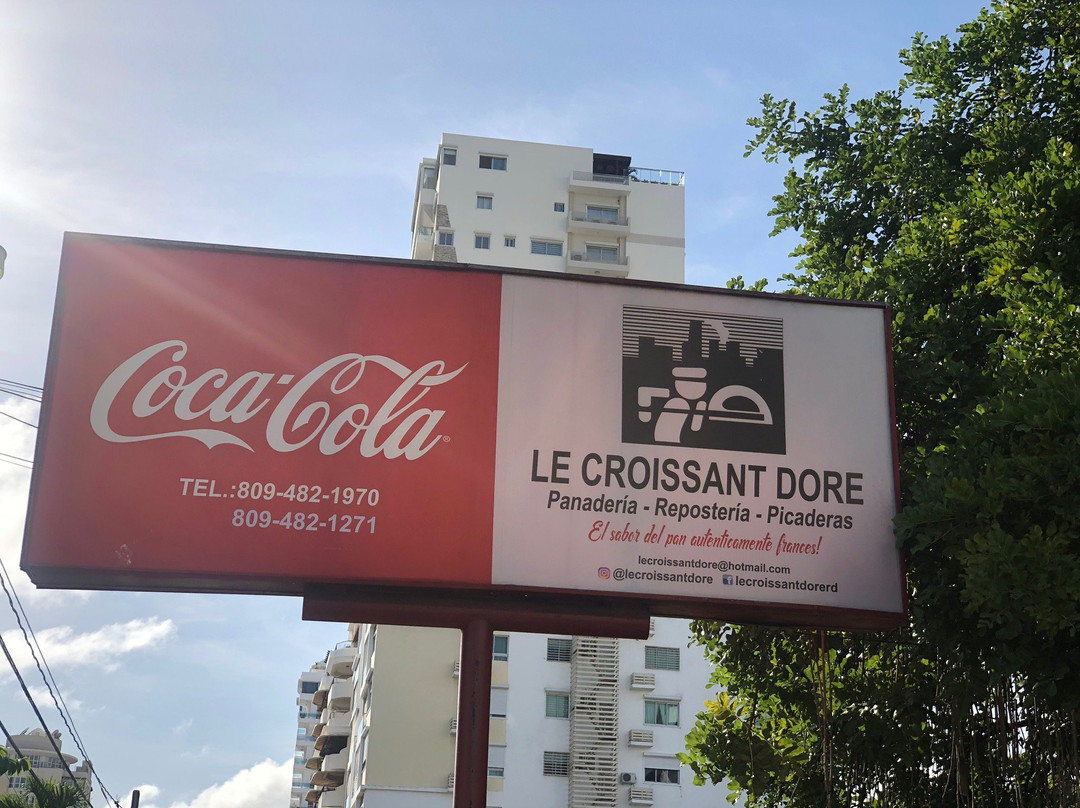 Coca-Cola®
TEL.:809-482-1970
809-482-1271
LE CROISSANT DORE
Panadería - Repostería - Picaderas
El sabor del pan autenticamente frances!
lecroissantdore@hotmail.com
@lecroissantdore lecroissantdorerd